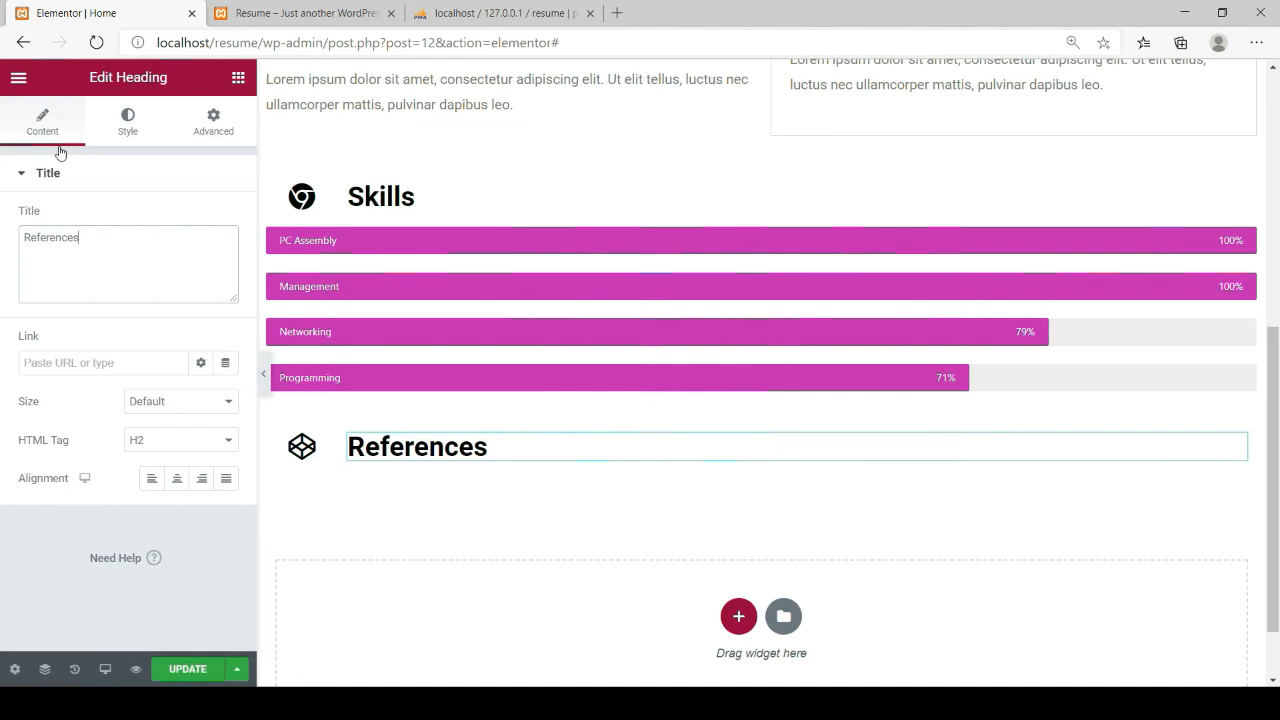 Elementor | Home
Resume – Just another WordPres
localhost / 127.0.0.1 / resume | p
localhost/resume/wp-admin/post.php?post=12&action=elementor#
Edit Heading
Content
Style
Advanced
Title
Title
References
Link
Paste URL or type
Size
Default
HTML Tag
H2
Alignment
Need Help
?
UPDATE
Lorem ipsum dolor sit amet, consectetur adipiscing elit. Ut elit tellus, luctus nec
ullamcorper mattis, pulvinar dapibus leo.
Lorem ipsum dolor sit amet, consectetur adipiscing elit. Ut elit tellus,
luctus nec ullamcorper mattis, pulvinar dapibus leo.
Skills
PC Assembly 100%
Management 100%
Networking 79%
Programming 71%
References
Drag widget here